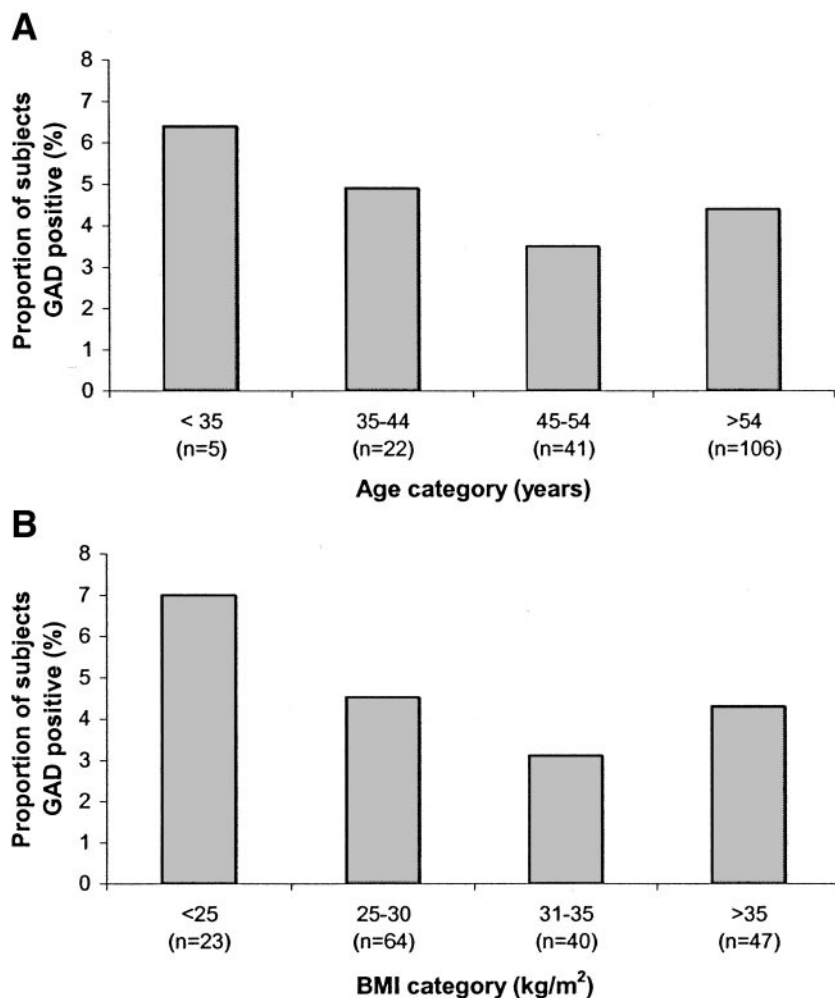 A
Proportion of subjects
GAD positive (%)
8
7
6
5
4
3
2
1
0
< 35
35-44
45-54
>54
(n=5)
(n=22)
(n=41)
(n=106)
Age category (years)
B
Proportion of subjects
GAD positive (%)
8
7
6
5
4
3
2
1
0
<25
25-30
31-35
>35
(n=23)
(n=64)
(n=40)
(n=47)
BMI category (kg/m²)